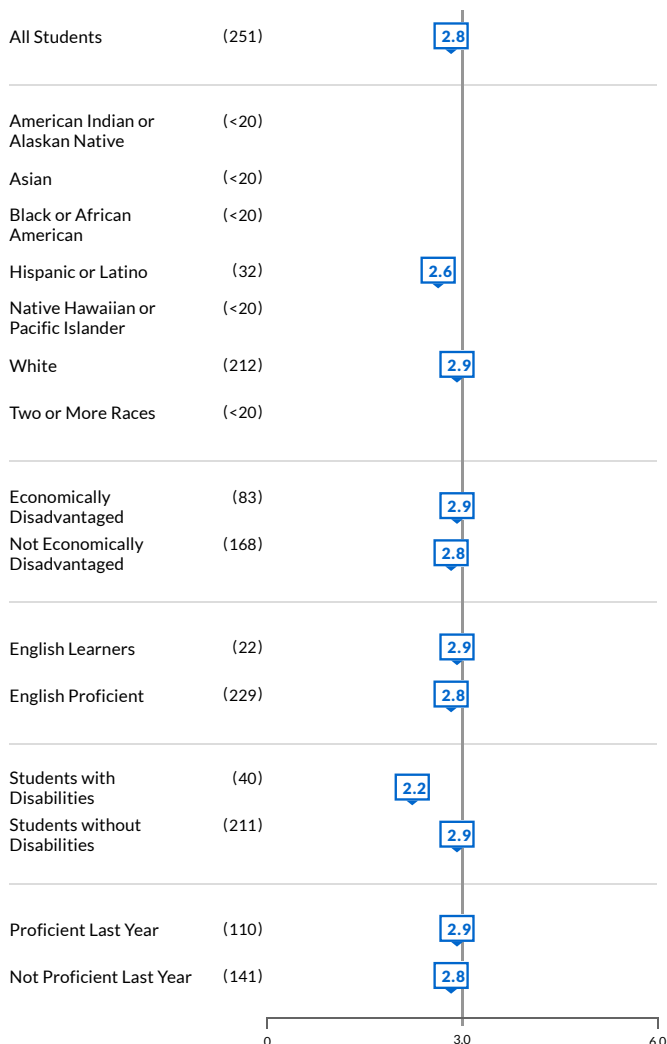 All Students (251) 2.8
American Indian or (<20)
Alaskan Native
Asian (<20)
Black or African (<20)
American
Hispanic or Latino (32) 2.6
Native Hawaiian or (<20)
Pacific Islander
White (212) 2.9
Two or More Races (<20)
Economically (83) 2.9
Disadvantaged
Not Economically (168) 2.8
Disadvantaged
English Learners (22) 2.9
English Proficient (229) 2.8
Students with (40) 2.2
Disabilities
Students without (211) 2.9
Disabilities
Proficient Last Year (110) 2.9
Not Proficient Last Year (141) 2.8
0 3.0 6.0